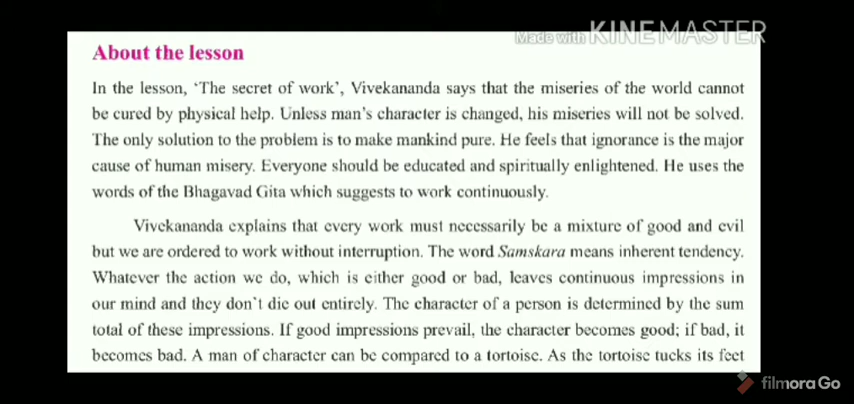 Made with KINEMASTER
About the lesson
In the lesson, ‘The secret of work’, Vivekananda says that the miseries of the world cannot
be cured by physical help. Unless man’s character is changed, his miseries will not be solved.
The only solution to the problem is to make mankind pure. He feels that ignorance is the major
cause of human misery. Everyone should be educated and spiritually enlightened. He uses the
words of the Bhagavad Gita which suggests to work continuously.
Vivekananda explains that every work must necessarily be a mixture of good and evil
but we are ordered to work without interruption. The word Samskara means inherent tendency.
Whatever the action we do, which is either good or bad, leaves continuous impressions in
our mind and they don’t die out entirely. The character of a person is determined by the sum
total of these impressions. If good impressions prevail, the character becomes good; if bad, it
becomes bad. A man of character can be compared to a tortoise. As the tortoise tucks its feet
filmora Go